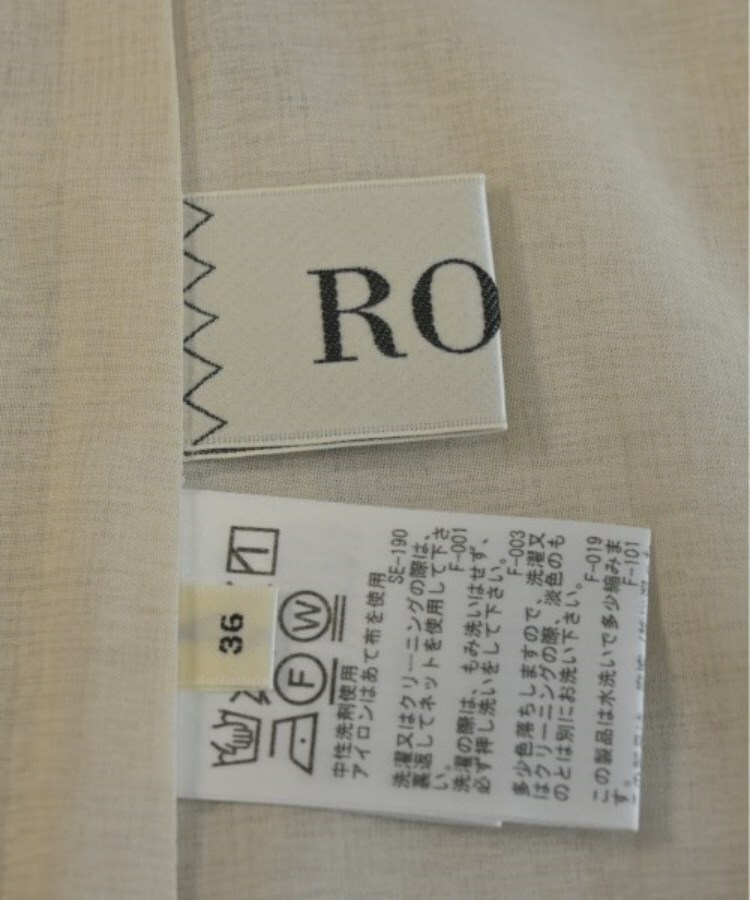 RO
36
W
F
中性洗剤使用
アイロンはあて布を使用
SE-190
洗濯又はクリーニングの際は、
裏返してネットを使用して下さ
い。
F-001
洗濯の際は、もみ洗いはせず、
必ず押し洗いをして下さい。
F-003
多少色落ちしますので、洗濯又
はクリーニングの際、淡色のも
のとは別にお洗い下さい。
F-019
この製品は水洗いで多少縮みま
す。
F-101